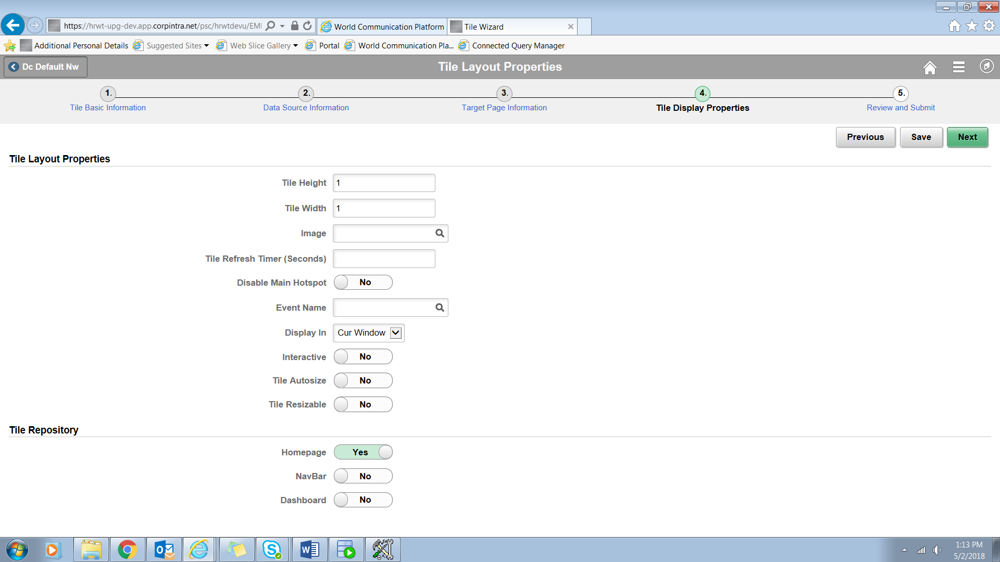 https://hrwt-upg-dev.app.corpintra.net/psc/hrwtdevu/EMI
World Communication Platform
Tile Wizard
Additional Personal Details
Suggested Sites
Web Slice Gallery
Portal
World Communication Pla...
Connected Query Manager
Dc Default Nw
Tile Layout Properties
1.
2.
3.
4.
5.
Tile Basic Information
Data Source Information
Target Page Information
Tile Display Properties
Review and Submit
Previous
Save
Next
Tile Layout Properties
Tile Height 1
Tile Width 1
Image
Tile Refresh Timer (Seconds)
Disable Main Hotspot No
Event Name
Display In Cur Window
Interactive No
Tile Autosize No
Tile Resizable No
Tile Repository
Homepage Yes
NavBar No
Dashboard No
1:13 PM
5/2/2018